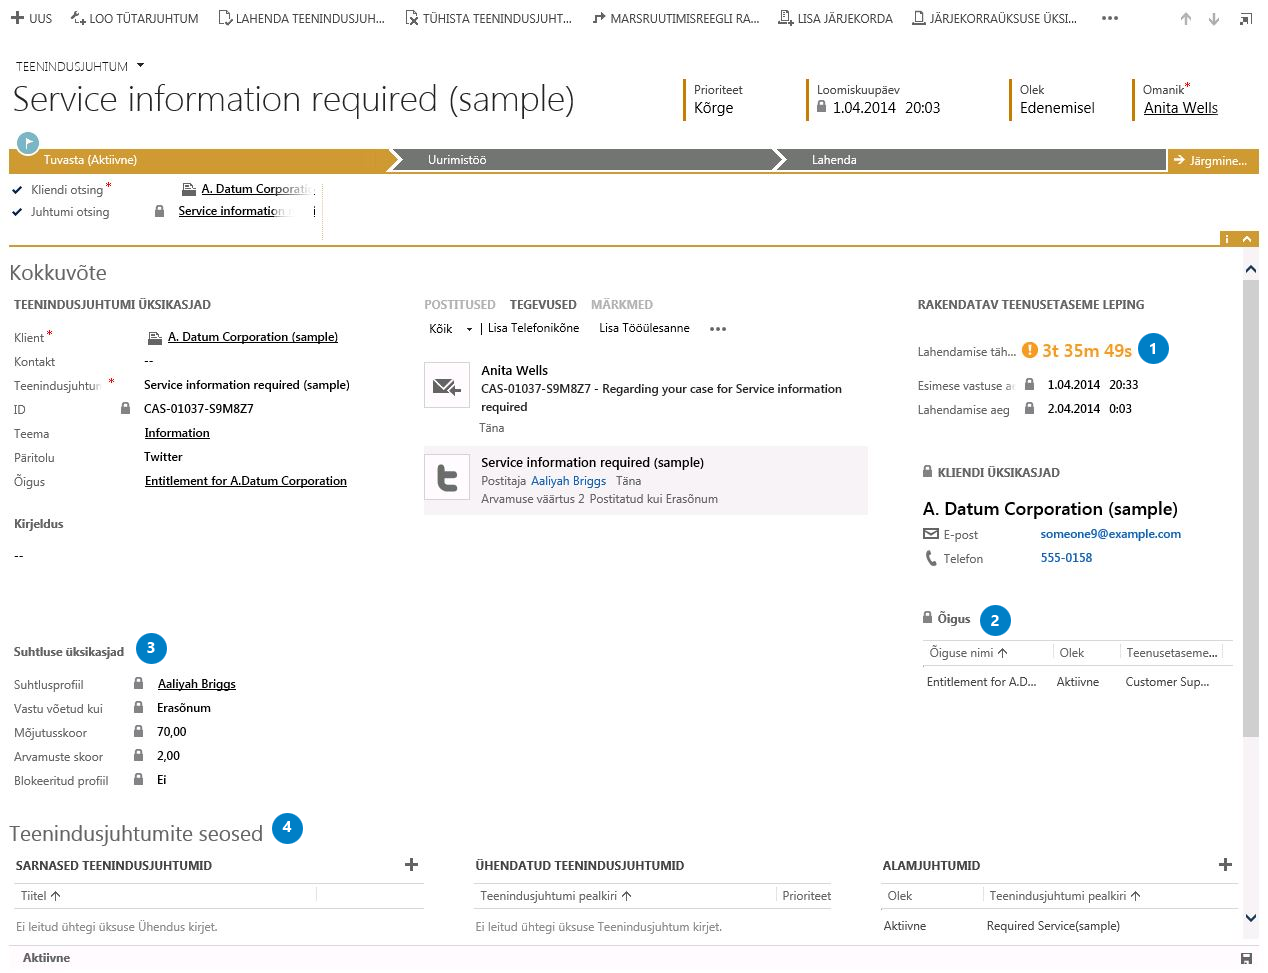 UUS LOO TÜTARJUHTUM LAHENDA TEENINDUSJUH... TÜHISTA TEENINDUSJUHT... MARSRUUTIMISREEGLI RA... LISA JÄRJEKORDA JÄRJEKORRAÜKSUSE ÜKSI... •••
TEENINDUSJUHTUM
Service information required (sample)
Prioriteet
Kõrge
Loomiskuupäev
1.04.2014 20:03
Olek
Edenemisel
Omanik*
Anita Wells
Tuvasta (Aktiivne) Uurimistöö Lahenda Järgmine...
Kliendi otsing* A. Datum Corporati
Juhtumi otsing Service information
Kokkuvõte
TEENINDUSJUHTUMI ÜKSIKASJAD
Klient* A. Datum Corporation (sample)
Kontakt --
Teenindusjuhtu * Service information required (sample)
ID CAS-01037-S9M8Z7
Teema Information
Päritolu Twitter
Õigus Entitlement for A.Datum Corporation
Kirjeldus
--
Suhtluse üksikasjad 3
Suhtlusprofiil Aaliyah Briggs
Vastu võetud kui Erasõnum
Mõjutusskoor 70,00
Arvamuste skoor 2,00
Blokeeritud profiil Ei
POSTITUSED TEGEVUSED MÄRKMED
Kõik | Lisa Telefonikõne Lisa Tööülesanne •••
Anita Wells
CAS-01037-S9M8Z7 - Regarding your case for Service information
required
Täna
Service information required (sample)
Postitaja Aaliyah Briggs Täna
Arvamuse väärtus 2 Postitatud kui Erasõnum
RAKENDATAV TEENUSETASEME LEPING
Lahendamise täh... 3t 35m 49s 1
Esimese vastuse ae 1.04.2014 20:33
Lahendamise aeg 2.04.2014 0:03
KLIENDI ÜKSIKASJAD
A. Datum Corporation (sample)
E-post someone9@example.com
Telefon 555-0158
Õigus 2
Õiguse nimi Olek Teenusetaseme...
Entitlement for A.D... Aktiivne Customer Sup...
Teenindusjuhtumite seosed 4
SARNASED TEENINDUSJUHTUMID
Tiitel
Ei leitud ühtegi üksuse Ühendus kirjet.
ÜHENDATUD TEENINDUSJUHTUMID
Teenindusjuhtumi pealkiri Prioriteet
Ei leitud ühtegi üksuse Teenindusjuhtum kirjet.
ALAMJUHTUMID
Olek Teenindusjuhtumi pealkiri
Aktiivne Required Service(sample)
Aktiivne